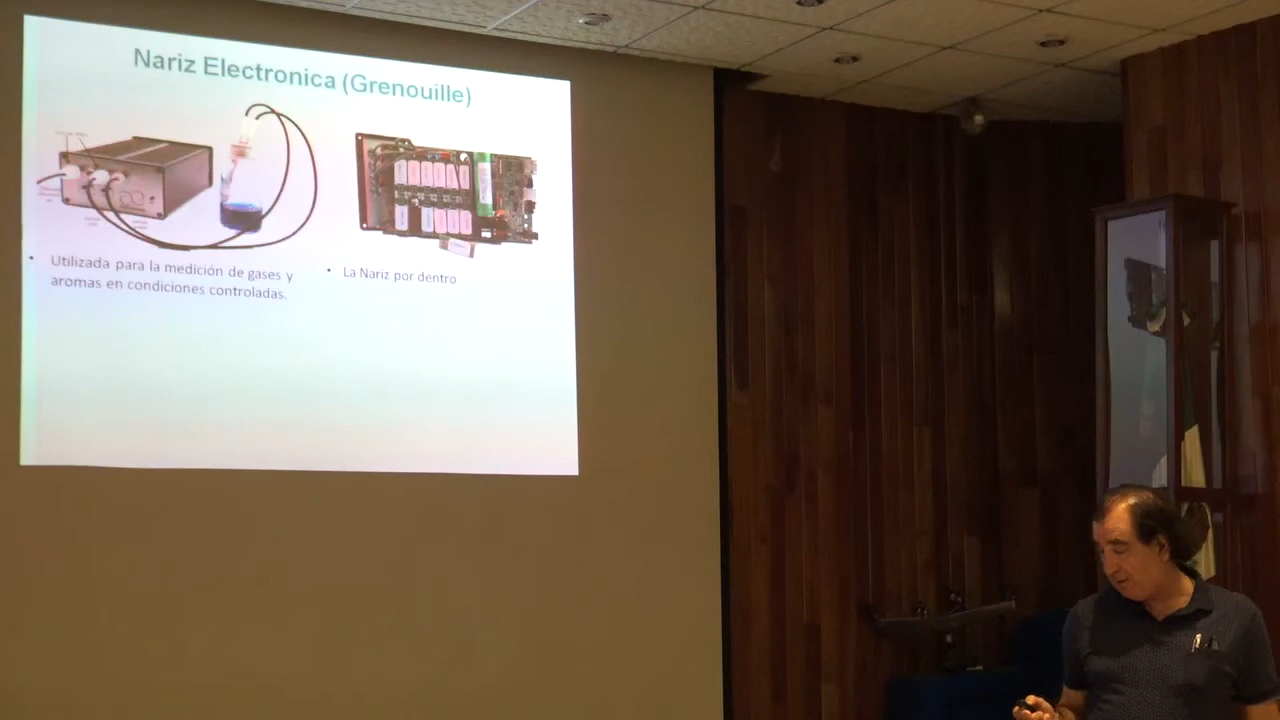 Nariz Electronica (Grenouille)
• Utilizada para la medición de gases y
aromas en condiciones controladas.
• La Nariz por dentro